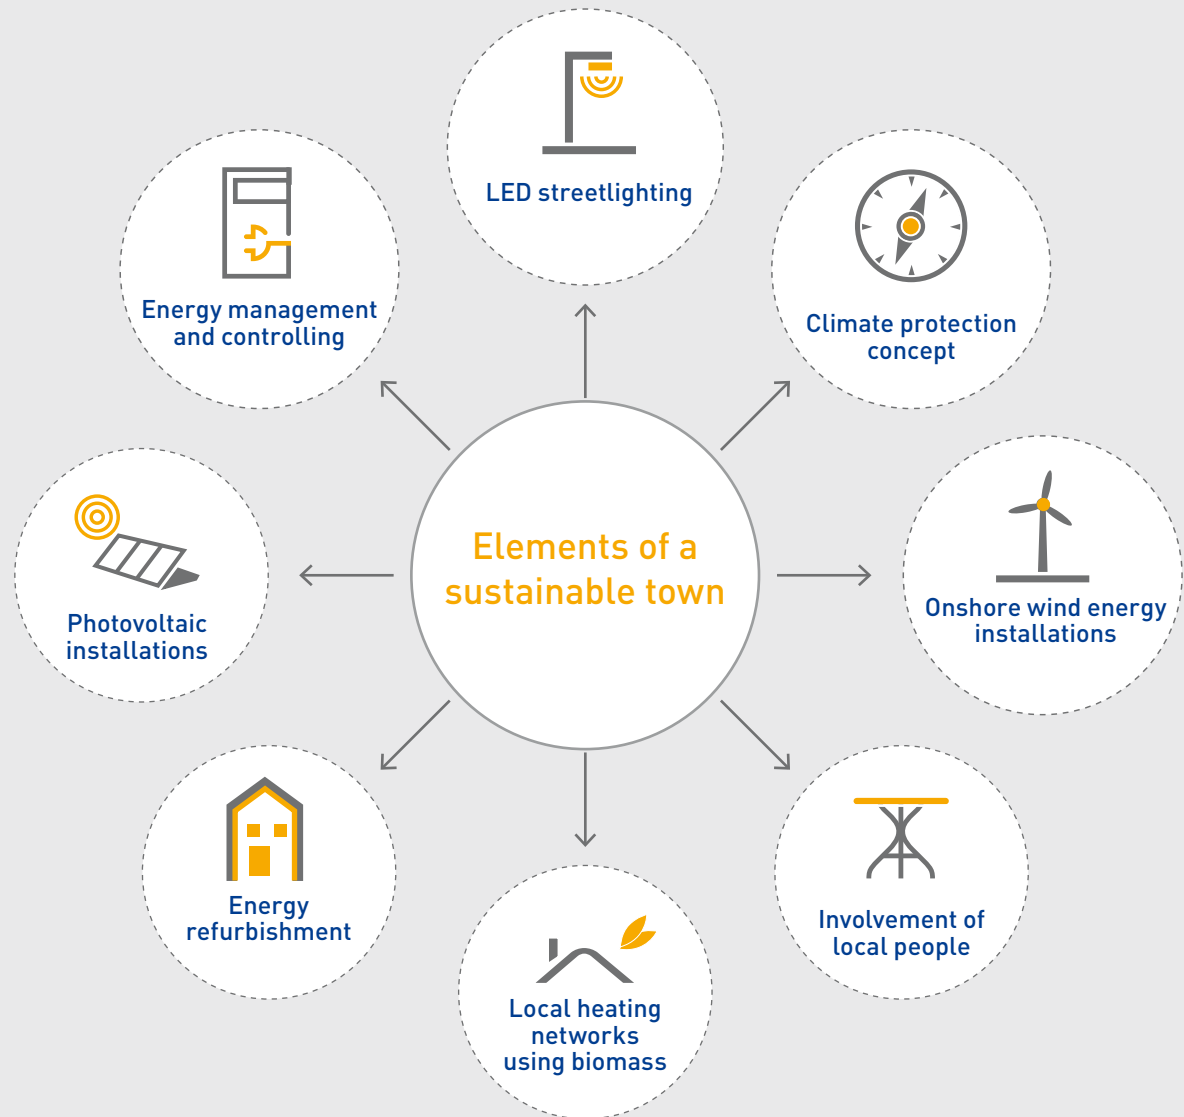 LED streetlighting
Energy management
and controlling
Climate protection
concept
Elements of a
sustainable town
Photovoltaic
installations
Onshore wind energy
installations
Energy
refurbishment
Involvement of
local people
Local heating
networks
using biomass